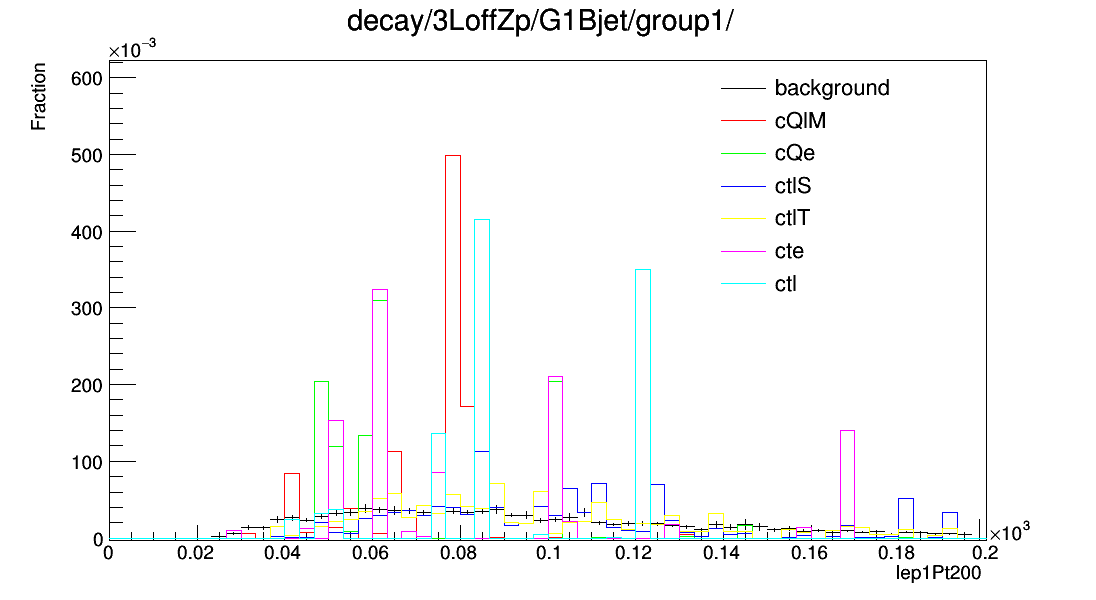 decay/3LoffZp/G1Bjet/group1/
×10⁻³
Fraction
600
500
400
300
200
100
0
background
cQlM
cQe
ctlS
ctlT
cte
ctl
0 0.02 0.04 0.06 0.08 0.1 0.12 0.14 0.16 0.18 0.2
×10³
lep1Pt200